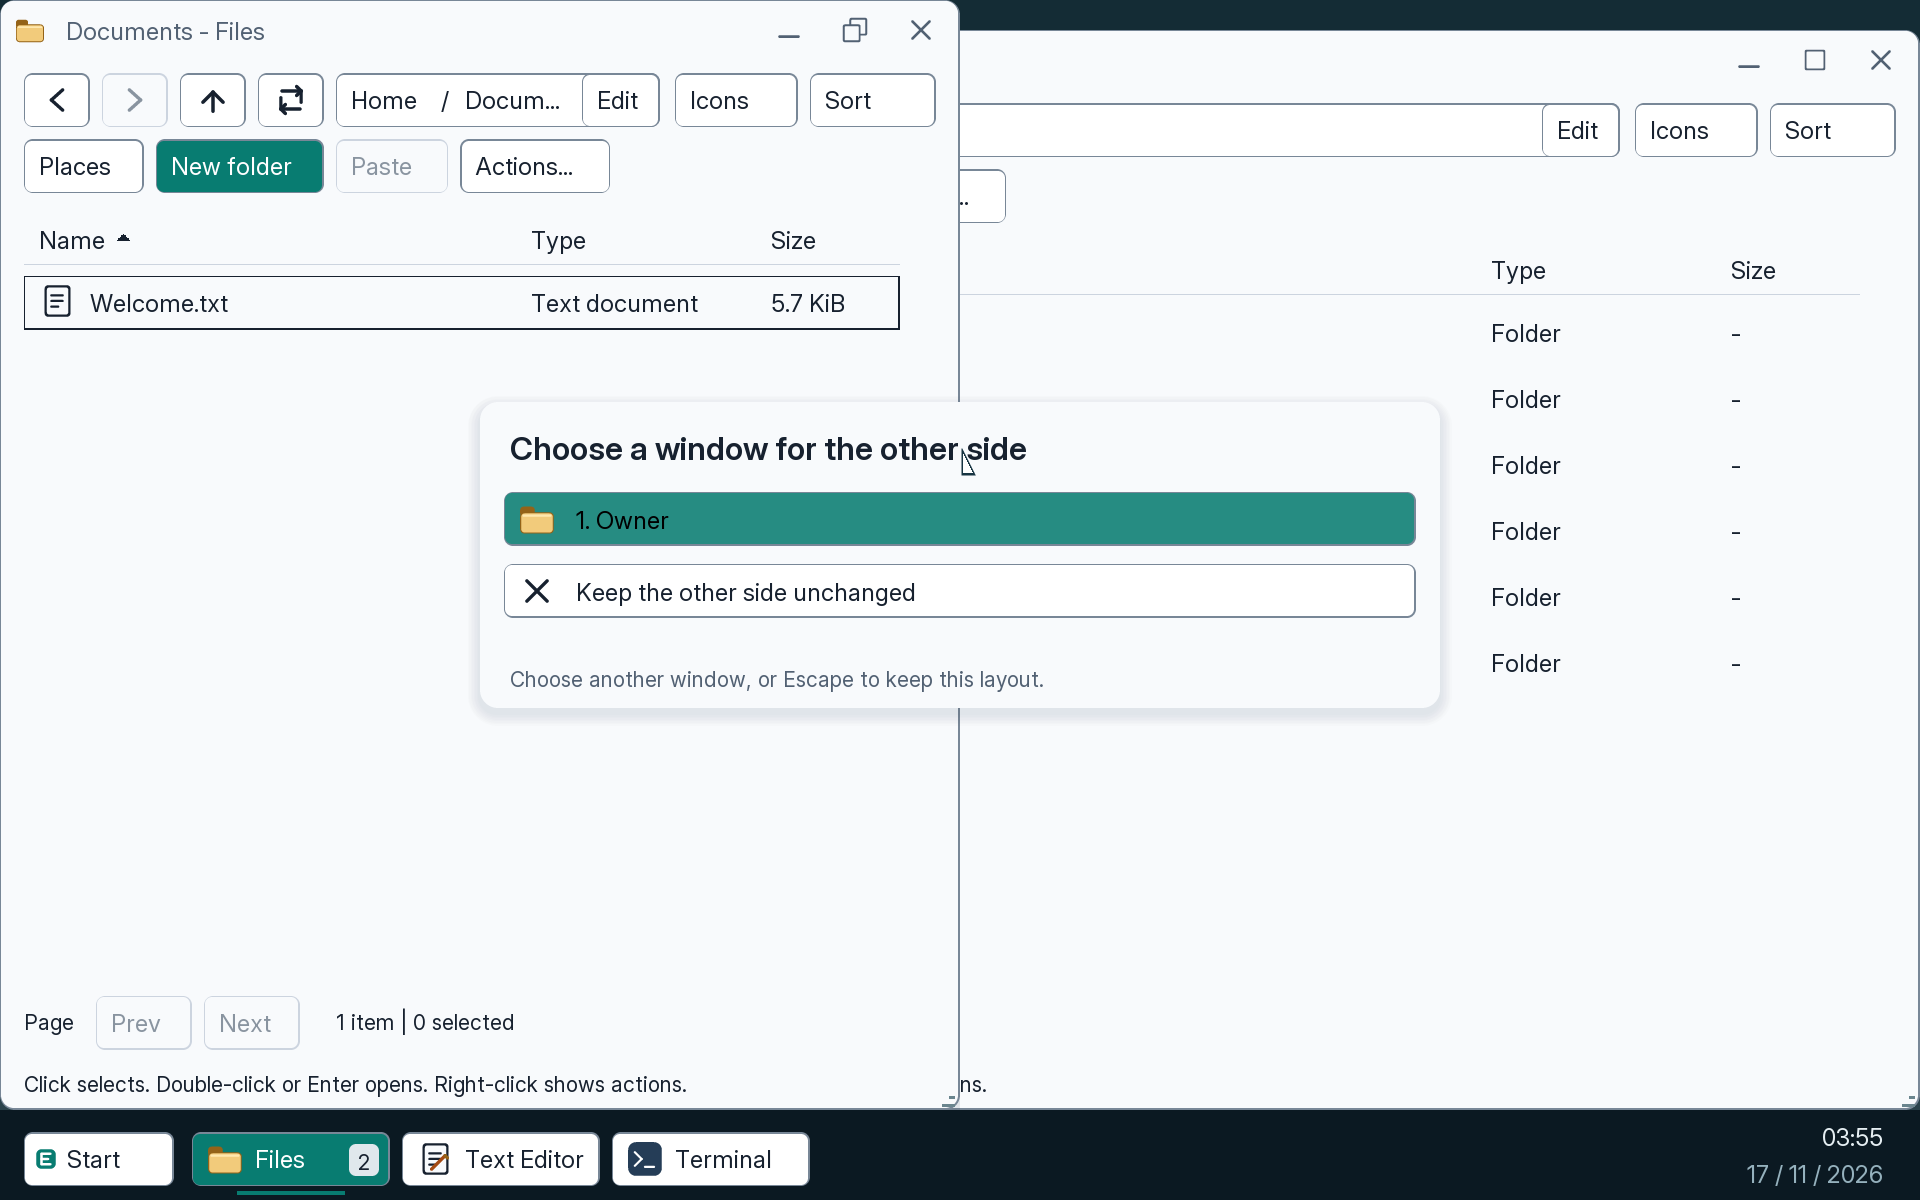 Documents - Files
Home / Docum... Edit Icons Sort
Places New folder Paste Actions...
Name Type Size
Welcome.txt Text document 5.7 KiB
Page Prev Next 1 item | 0 selected
Click selects. Double-click or Enter opens. Right-click shows actions.
Edit Icons Sort
..
Type Size
Folder -
Folder -
Folder -
Folder -
Folder -
Folder -
ns.
Choose a window for the other side
1. Owner
Keep the other side unchanged
Choose another window, or Escape to keep this layout.
E Start Files 2 Text Editor Terminal
03:55
17 / 11 / 2026